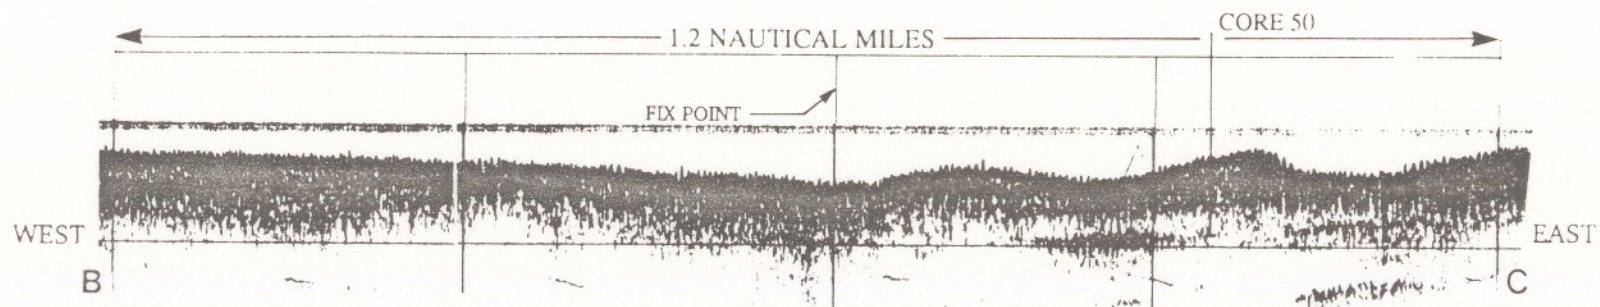 CORE 50
1.2 NAUTICAL MILES
FIX POINT
WEST
EAST
B
C